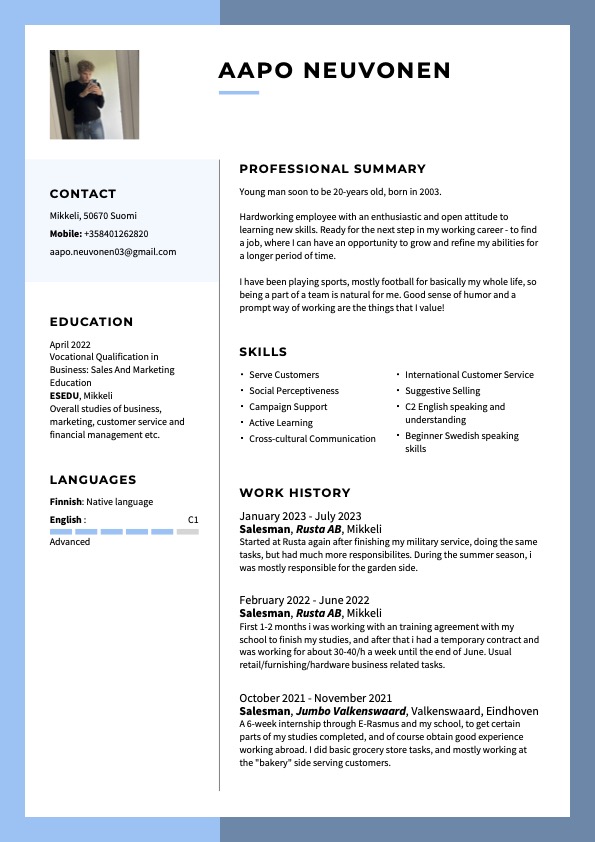 AAPO NEUVONEN
CONTACT
Mikkeli, 50670 Suomi
Mobile: +358401262820
aapo.neuvonen03@gmail.com
EDUCATION
April 2022
Vocational Qualification in
Business: Sales And Marketing
Education
ESEDU, Mikkeli
Overall studies of business,
marketing, customer service and
financial management etc.
LANGUAGES
Finnish: Native language
English : C1
Advanced
PROFESSIONAL SUMMARY
Young man soon to be 20-years old, born in 2003.
Hardworking employee with an enthusiastic and open attitude to
learning new skills. Ready for the next step in my working career - to find
a job, where I can have an opportunity to grow and refine my abilities for
a longer period of time.
I have been playing sports, mostly football for basically my whole life, so
being a part of a team is natural for me. Good sense of humor and a
prompt way of working are the things that I value!
SKILLS
· Serve Customers
· Social Perceptiveness
· Campaign Support
· Active Learning
· Cross-cultural Communication
· International Customer Service
· Suggestive Selling
· C2 English speaking and
understanding
· Beginner Swedish speaking
skills
WORK HISTORY
January 2023 - July 2023
Salesman, Rusta AB, Mikkeli
Started at Rusta again after finishing my military service, doing the same
tasks, but had much more responsibilites. During the summer season, i
was mostly responsible for the garden side.
February 2022 - June 2022
Salesman, Rusta AB, Mikkeli
First 1-2 months i was working with an training agreement with my
school to finish my studies, and after that i had a temporary contract and
was working for about 30-40/h a week until the end of June. Usual
retail/furnishing/hardware business related tasks.
October 2021 - November 2021
Salesman, Jumbo Valkenswaard, Valkenswaard, Eindhoven
A 6-week internship through E-Rasmus and my school, to get certain
parts of my studies completed, and of course obtain good experience
working abroad. I did basic grocery store tasks, and mostly working at
the "bakery" side serving customers.